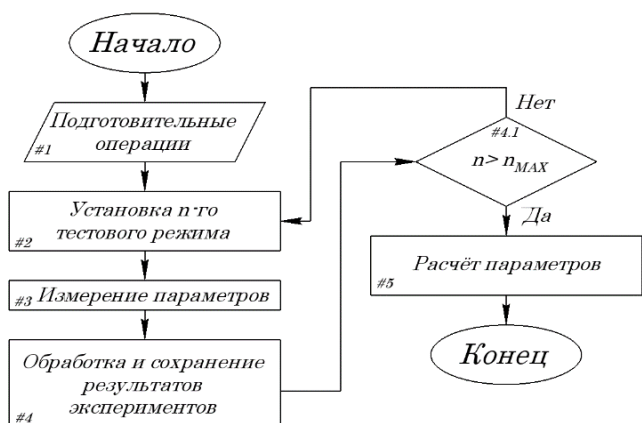 Начало
Подготовительные
#1 операции
Установка n-го
тестового режима
#2
#3 Измерение параметров
Обработка и сохранение
результатов
#4 экспериментов
Нет
#4.1
n> nMAX
Да
Расчёт параметров
#5
Конец